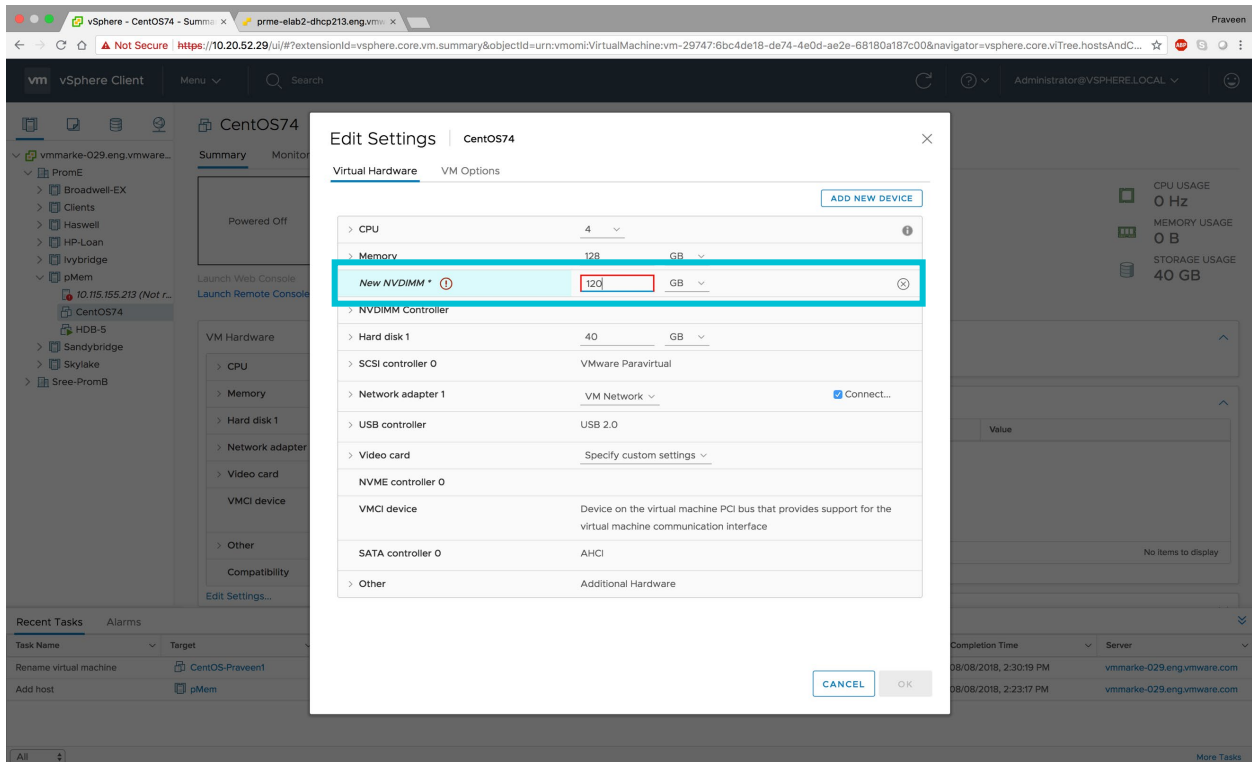 vSphere - CentOS74 - Summa
prme-elab2-dhcp213.eng.vmw
Praveen
Not Secure https://10.20.52.29/ui/#?extensionId=vsphere.core.vm.summary&objectId=urn:vmomi:VirtualMachine:vm-29747:6bc4de18-de74-4e0d-ae2e-68180a187c00&navigator=vsphere.core.viTree.hostsAndC...
ABP
vm vSphere Client Menu Search Administrator@VSPHERE.LOCAL
CentOS74
Summary Monitor
vmmarke-029.eng.vmware...
PromE
Broadwell-EX
Clients
Haswell
HP-Loan
Ivybridge
pMem
10.115.155.213 (Not r...
CentOS74
HDB-5
Sandybridge
Skylake
Sree-PromB
Powered Off
Launch Web Console
Launch Remote Console
VM Hardware
CPU
Memory
Hard disk 1
Network adapter
Video card
VMCI device
Other
Compatibility
Edit Settings...
Edit Settings CentOS74
Virtual Hardware VM Options
ADD NEW DEVICE
CPU 4
Memory 128 GB
New NVDIMM * 120 GB
NVDIMM Controller
Hard disk 1 40 GB
SCSI controller 0 VMware Paravirtual
Network adapter 1 VM Network Connect...
USB controller USB 2.0
Video card Specify custom settings
NVME controller 0
VMCI device Device on the virtual machine PCI bus that provides support for the
virtual machine communication interface
SATA controller 0 AHCI
Other Additional Hardware
CANCEL OK
CPU USAGE
0 Hz
MEMORY USAGE
0 B
STORAGE USAGE
40 GB
Value
No items to display
Recent Tasks Alarms
Task Name Target Completion Time Server
Rename virtual machine CentOS-Praveen1 08/08/2018, 2:30:19 PM vmmarke-029.eng.vmware.com
Add host pMem 08/08/2018, 2:23:17 PM vmmarke-029.eng.vmware.com
All More Tasks